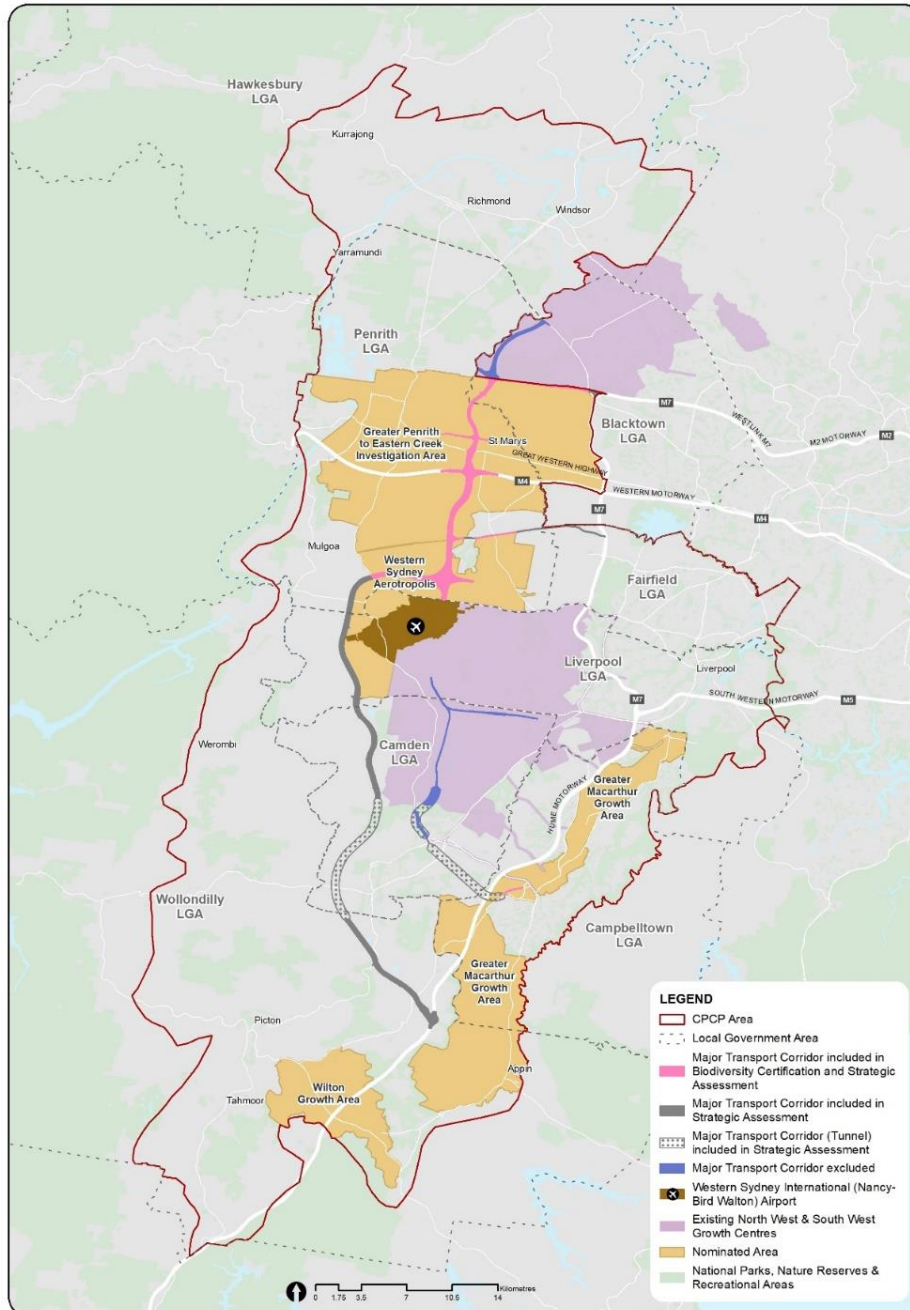 Hawkesbury
LGA
Kurrajong
Richmond
Windsor
Yarramundi
Penrith
LGA
M7
WESTLINK M7
Blacktown
LGA
M2 MOTORWAY
M2
Greater Penrith
to Eastern Creek
Investigation Area
St Marys
GREAT WESTERN HIGHWAY
M4
M7
WESTERN MOTORWAY
M4
Mulgoa
Western
Sydney
Aerotropolis
Fairfield
LGA
Liverpool
LGA
Liverpool
M7
SOUTH WESTERN MOTORWAY
M5
Werombi
Camden
LGA
Greater
Macarthur
Growth
Area
HUME MOTORWAY
Wollondilly
LGA
Campbelltown
LGA
Greater
Macarthur
Growth
Area
Picton
Appin
Wilton
Growth Area
Tahmoor
LEGEND
CPCP Area
Local Government Area
Major Transport Corridor included in
Biodiversity Certification and Strategic
Assessment
Major Transport Corridor included in
Strategic Assessment
Major Transport Corridor (Tunnel)
included in Strategic Assessment
Major Transport Corridor excluded
Western Sydney International (Nancy-
Bird Walton) Airport
Existing North West & South West
Growth Centres
Nominated Area
National Parks, Nature Reserves &
Recreational Areas
Kilometres
0 1.75 3.5 7 10.5 14